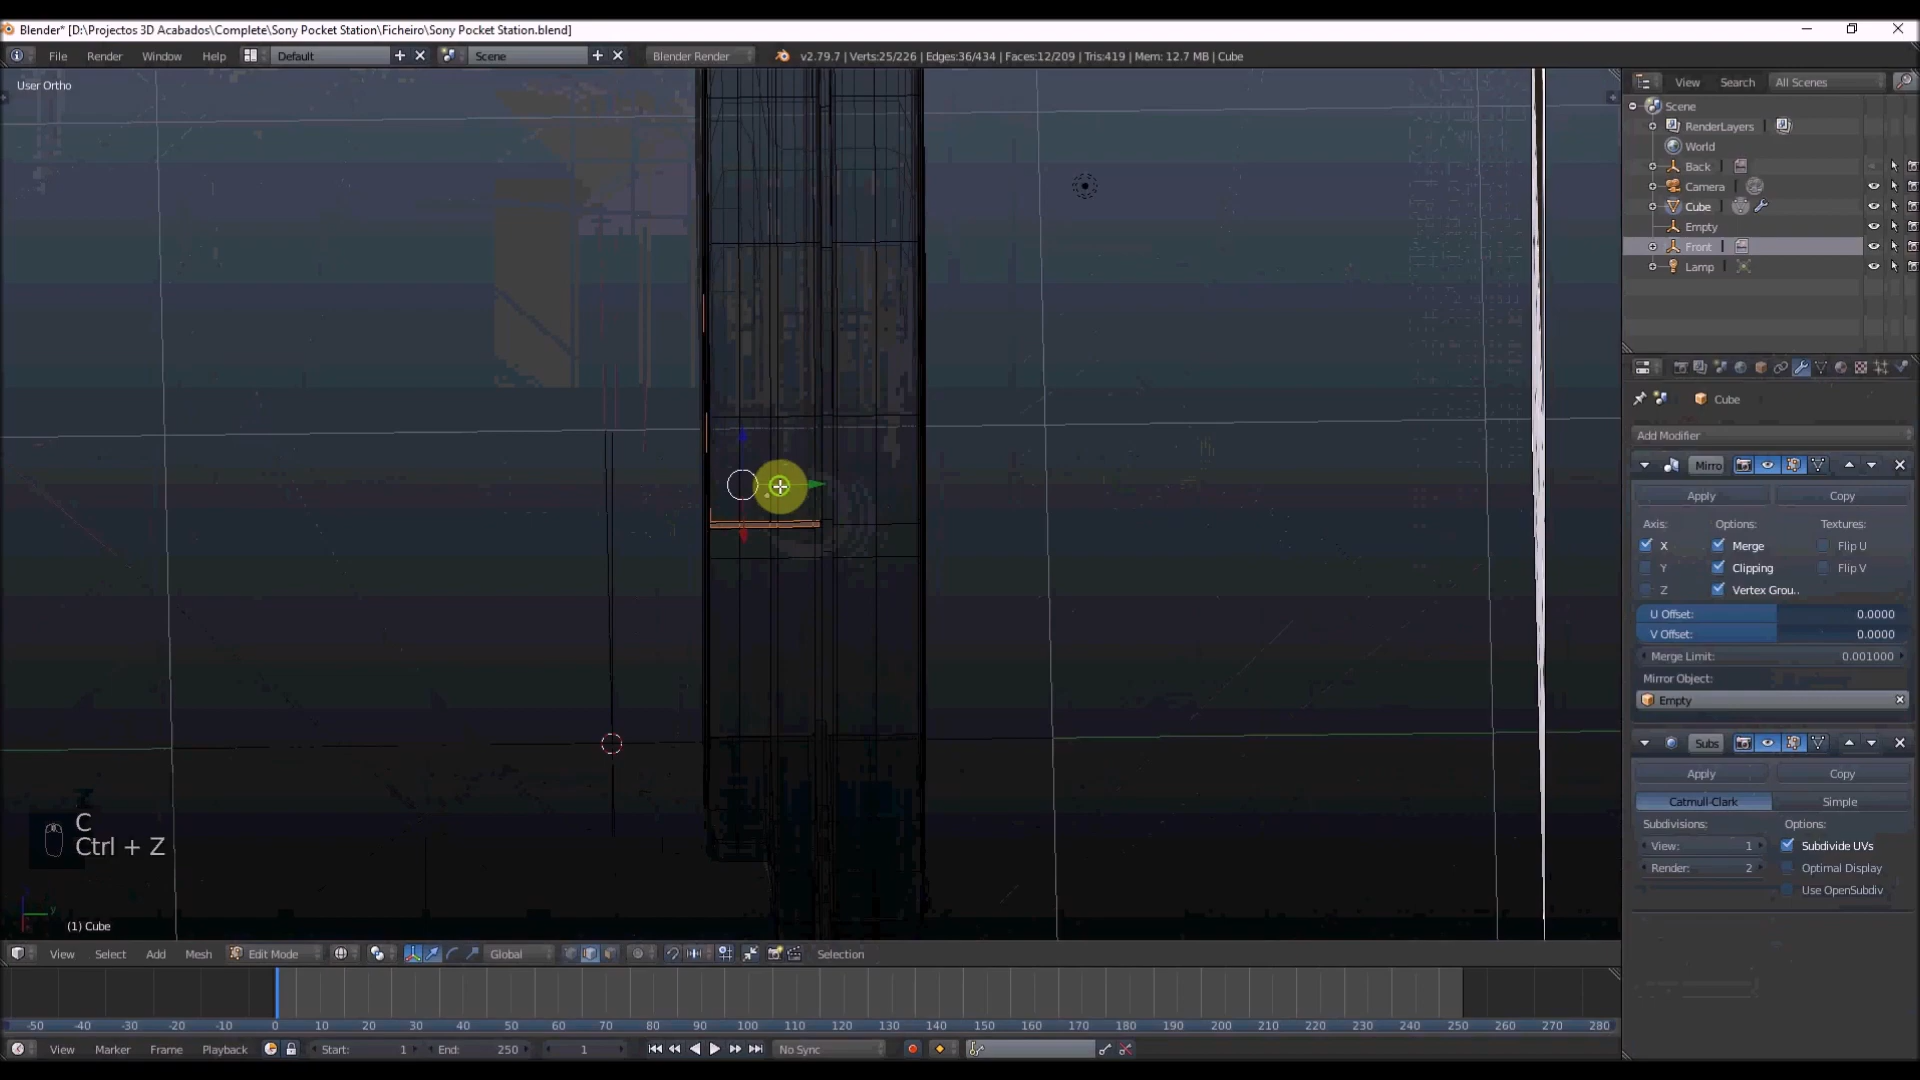 Blender* [D:\Projectos 3D Acabados\Complete\Sony Pocket Station\Ficheiro\Sony Pocket Station.blend]
File Render Window Help Default Scene Blender Render v2.79.7 | Verts:25/226 | Edges:36/434 | Faces:12/209 | Tris:419 | Mem: 12.7 MB | Cube
User Ortho
View Search All Scenes
Scene
RenderLayers
World
Back
Camera
Cube
Empty
Front
Lamp
Cube
Add Modifier
Mirro
Apply Copy
Axis: Options: Textures:
X Merge Flip U
Y Clipping Flip V
Z Vertex Grou..
U Offset: 0.0000
V Offset: 0.0000
Merge Limit: 0.001000
Mirror Object:
Empty
Subs
Apply Copy
Catmull-Clark Simple
Subdivisions: Options:
View: 1 Subdivide UVs
Render: 2 Optimal Display
Use OpenSubdiv
C
Ctrl + Z
y
(1) Cube
View Select Add Mesh Edit Mode Global Selection
-50 -40 -30 -20 -10 0 10 20 30 40 50 60 70 80 90 100 110 120 130 140 150 160 170 180 190 200 210 220 230 240 250 260 270 280
View Marker Frame Playback Start: 1 End: 250 1 No Sync